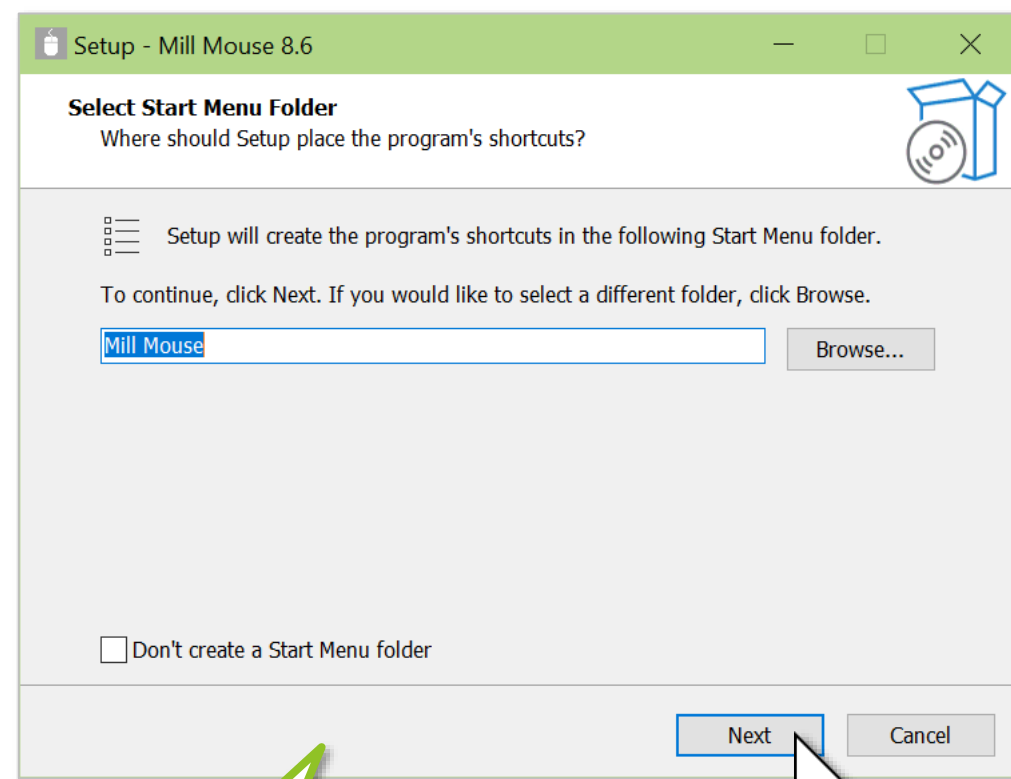 Setup - Mill Mouse 8.6
Select Start Menu Folder
Where should Setup place the program's shortcuts?
Setup will create the program's shortcuts in the following Start Menu folder.
To continue, click Next. If you would like to select a different folder, click Browse.
Mill Mouse
Browse...
Don't create a Start Menu folder
Next
Cancel